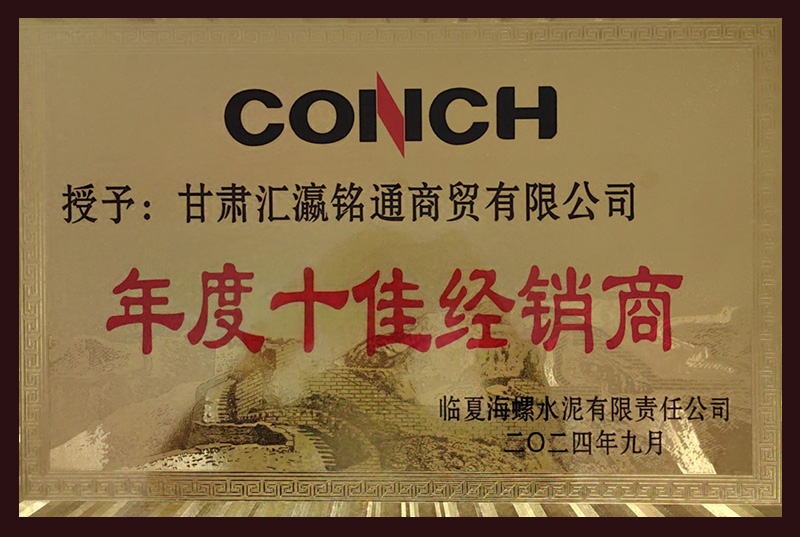 CONCH
授予：甘肃汇瀛铭通商贸有限公司
年度十佳经销商
临夏海螺水泥有限责任公司
二〇二四年九月